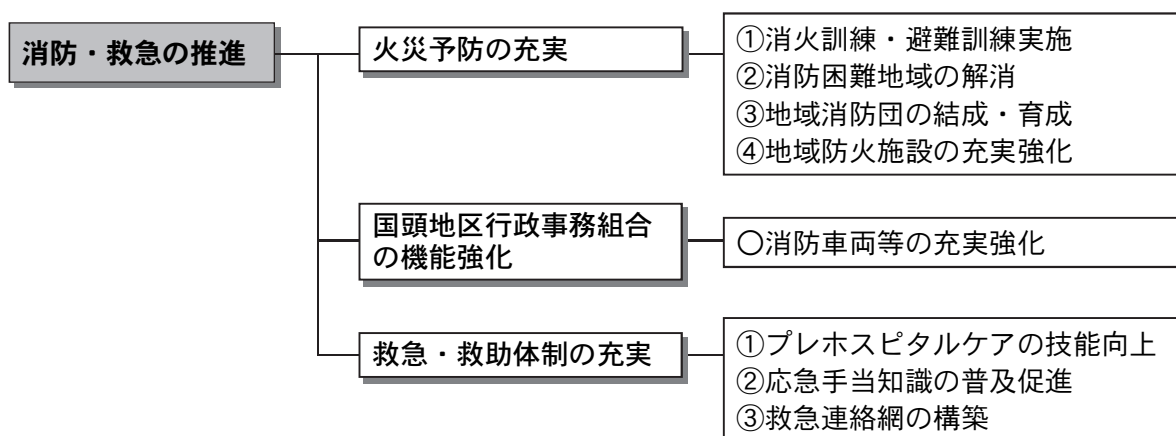 消防・救急の推進
火災予防の充実
①消火訓練・避難訓練実施
②消防困難地域の解消
③地域消防団の結成・育成
④地域防火施設の充実強化
国頭地区行政事務組合
の機能強化
〇消防車両等の充実強化
救急・救助体制の充実
①プレホスピタルケアの技能向上
②応急手当知識の普及促進
③救急連絡網の構築